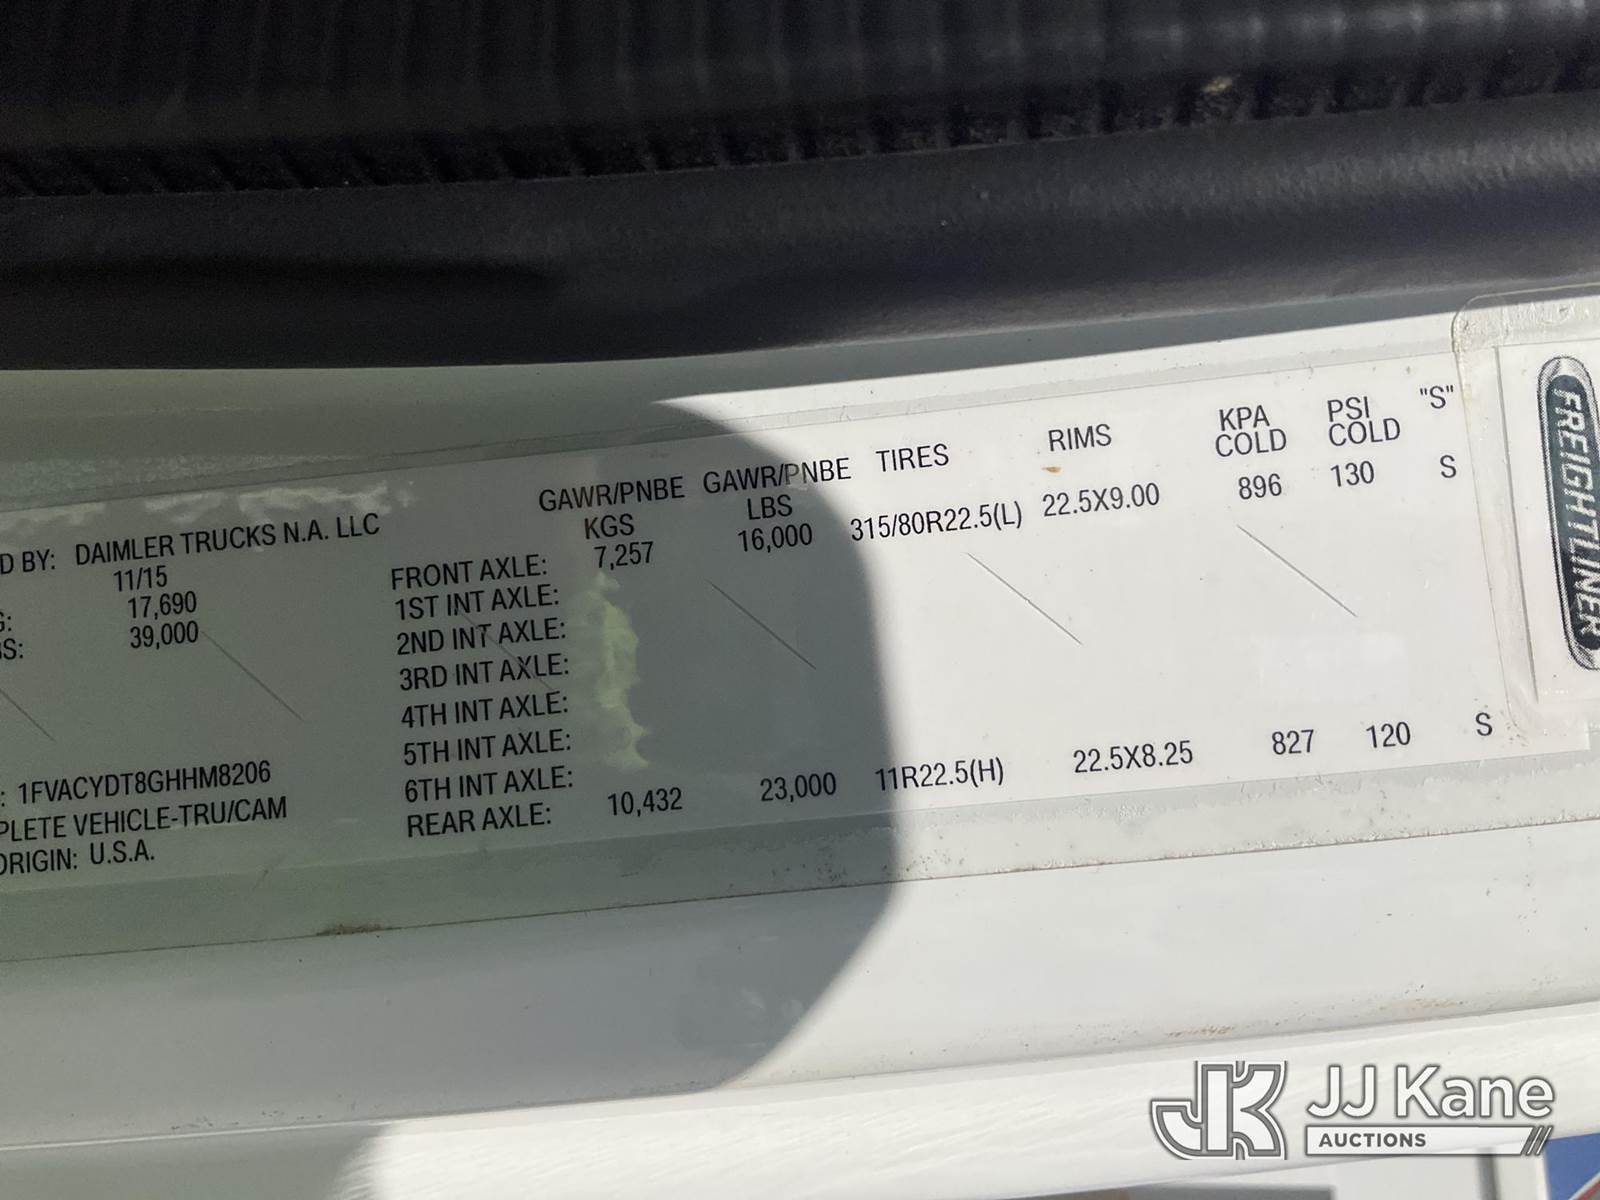 D BY: DAIMLER TRUCKS N.A. LLC
11/15
G: 17,690
BS: 39,000
: 1FVACYDT8GHHM8206
PLETE VEHICLE-TRU/CAM
ORIGIN: U.S.A.
GAWR/PNBE GAWR/PNBE TIRES RIMS KPA PSI "S"
KGS LBS COLD COLD
FRONT AXLE: 7,257 16,000 315/80R22.5(L) 22.5X9.00 896 130 S
1ST INT AXLE:
2ND INT AXLE:
3RD INT AXLE:
4TH INT AXLE:
5TH INT AXLE:
6TH INT AXLE:
REAR AXLE: 10,432 23,000 11R22.5(H) 22.5X8.25 827 120 S
FREIGHTLINER
JK
JJ Kane
AUCTIONS